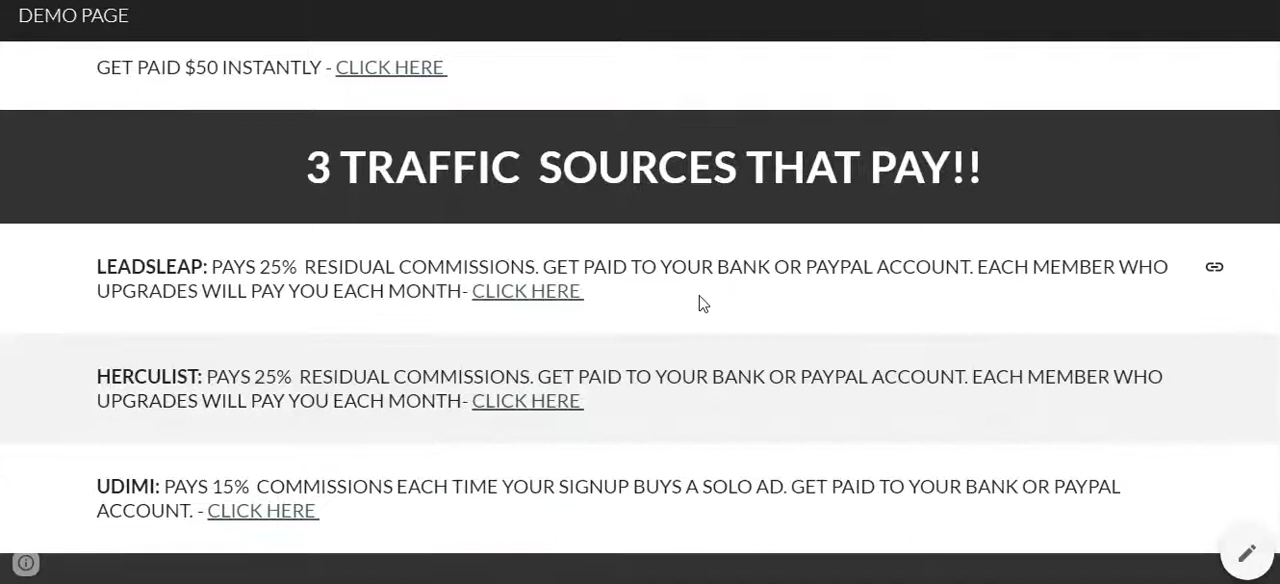 DEMO PAGE
GET PAID $50 INSTANTLY - CLICK HERE
3 TRAFFIC SOURCES THAT PAY!!
LEADSLEAP: PAYS 25% RESIDUAL COMMISSIONS. GET PAID TO YOUR BANK OR PAYPAL ACCOUNT. EACH MEMBER WHO
UPGRADES WILL PAY YOU EACH MONTH- CLICK HERE
HERCULIST: PAYS 25% RESIDUAL COMMISSIONS. GET PAID TO YOUR BANK OR PAYPAL ACCOUNT. EACH MEMBER WHO
UPGRADES WILL PAY YOU EACH MONTH- CLICK HERE
UDIMI: PAYS 15% COMMISSIONS EACH TIME YOUR SIGNUP BUYS A SOLO AD. GET PAID TO YOUR BANK OR PAYPAL
ACCOUNT. - CLICK HERE